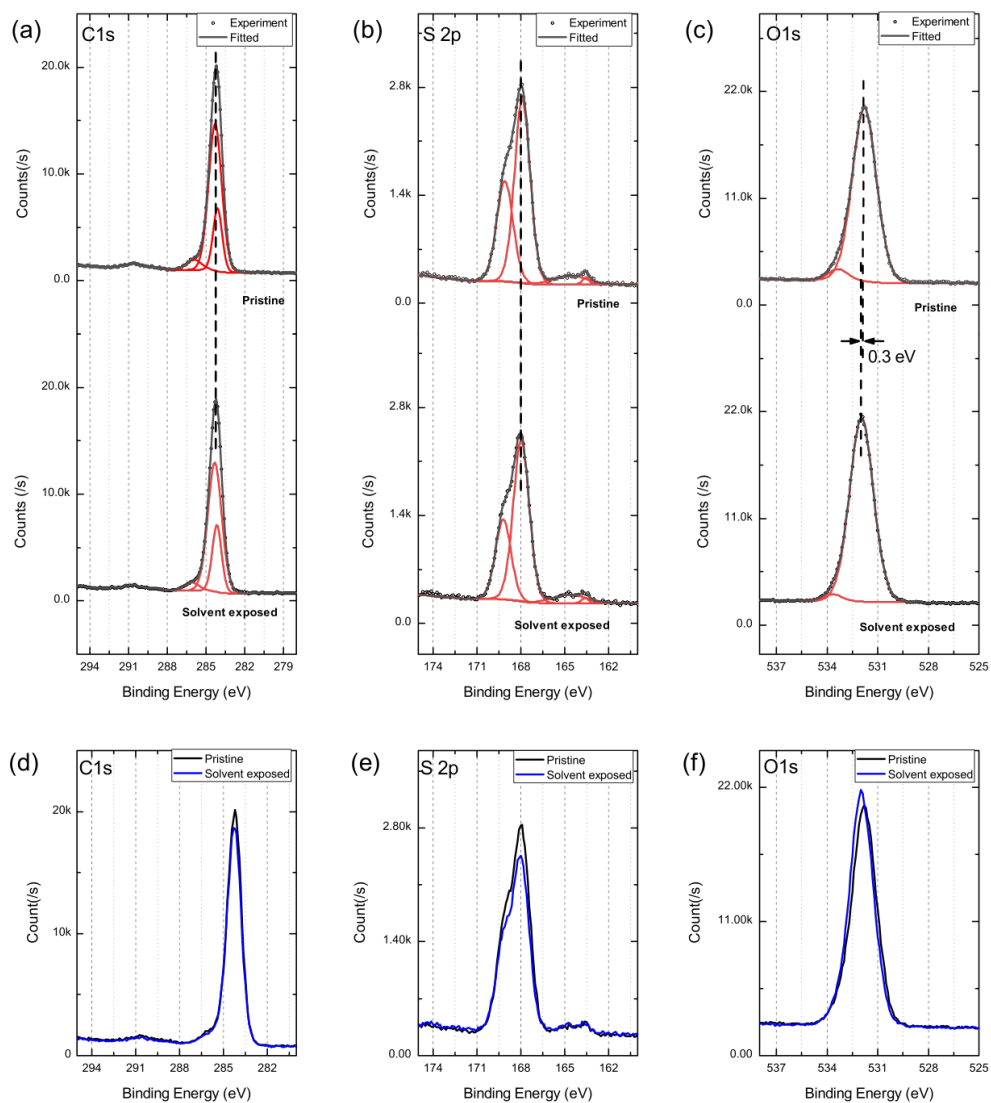 (a)
C1s
Experiment
Fitted
20.0k
10.0k
0.0
20.0k
10.0k
0.0
Counts(/s)
Counts (/s)
Pristine
Solvent exposed
294 291 288 285 282 279
Binding Energy (eV)
(b)
S 2p
Experiment
Fitted
2.8k
1.4k
0.0
2.8k
1.4k
0.0
Counts(/s)
Counts (/s)
Pristine
Solvent exposed
174 171 168 165 162
Binding Energy (eV)
(c)
O1s
Experiment
Fitted
22.0k
11.0k
0.0
22.0k
11.0k
0.0
Counts(/s)
Counts (/s)
Pristine
0.3 eV
Solvent exposed
537 534 531 528 525
Binding Energy (eV)
(d)
C1s
Pristine
Solvent exposed
20k
10k
0
Count(/s)
294 291 288 285 282
Binding Energy (eV)
(e)
S 2p
Pristine
Solvent exposed
2.80k
1.40k
0.00
Count(/s)
174 171 168 165 162
Binding Energy (eV)
(f)
O1s
Pristine
Solvent exposed
22.00k
11.00k
0.00
Count(/s)
537 534 531 528 525
Binding Energy (eV)